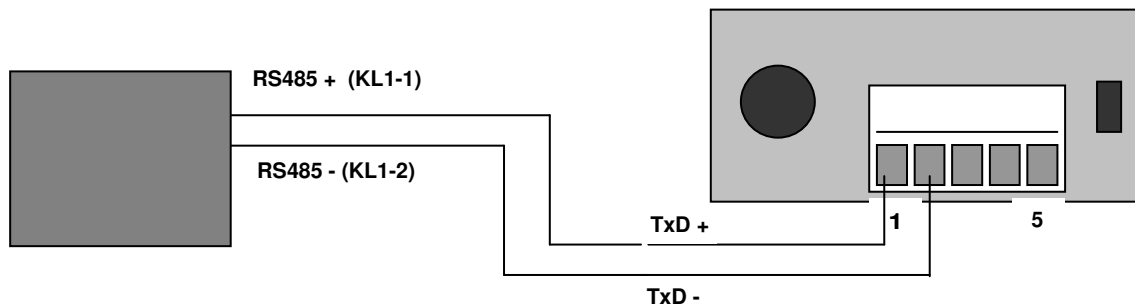 RS485 + (KL1-1)
RS485 - (KL1-2)
TxD +
1
5
TxD -